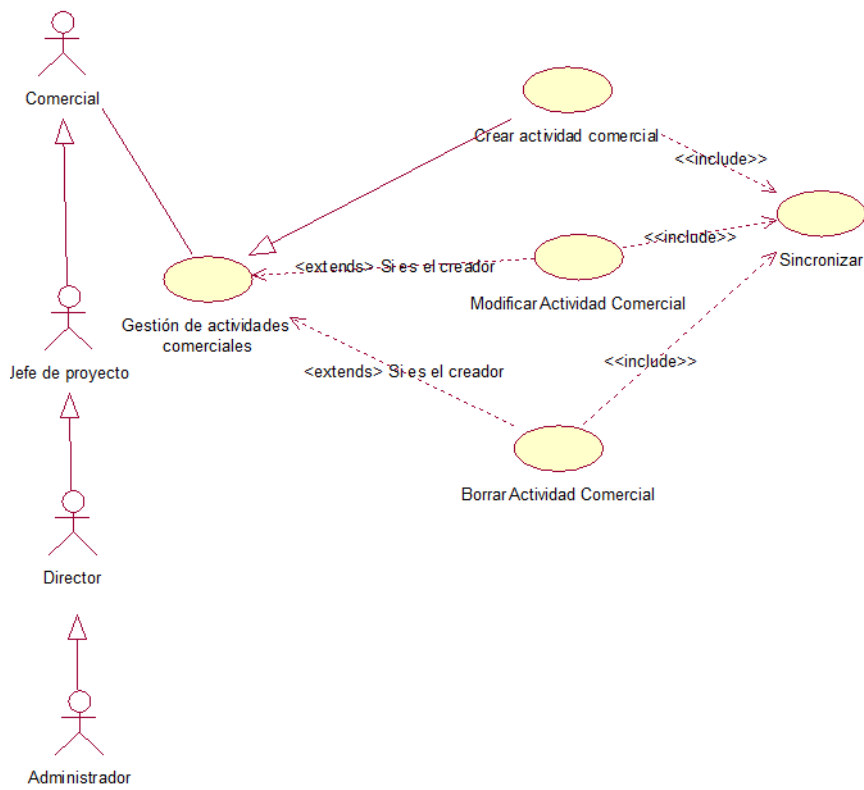 Comercial
Crear actividad comercial
<<include>>
<<include>>
Sincronizar
<extends> Si es el creador
Modificar Actividad Comercial
Gestión de actividades
comerciales
<<include>>
<extends> Si es el creador
Jefe de proyecto
Borrar Actividad Comercial
Director
Administrador